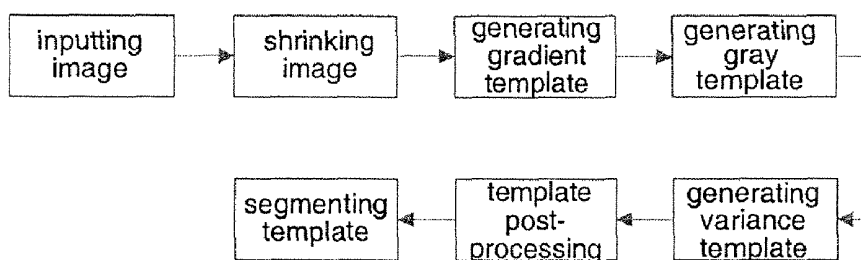 inputting
image
shrinking
image
generating
gradient
template
generating
gray
template
generating
variance
template
template
post-
processing
segmenting
template